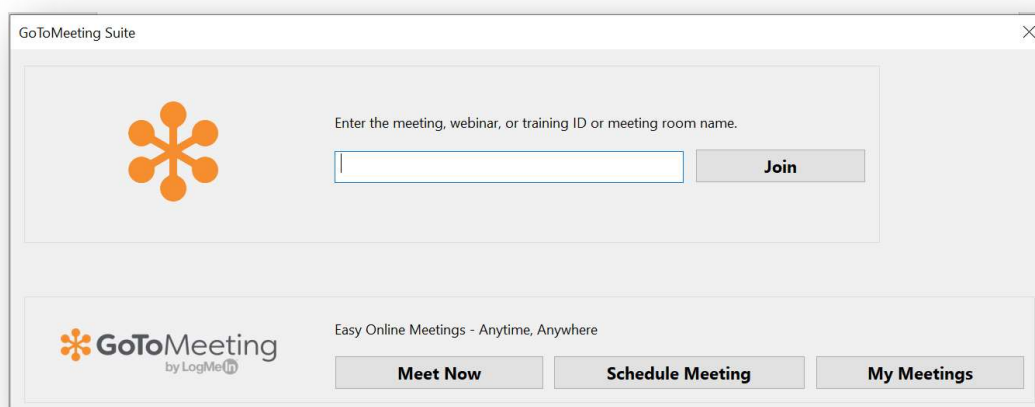 GoToMeeting Suite
Enter the meeting, webinar, or training ID or meeting room name.
Join
GoToMeeting
by LogMeIn
Easy Online Meetings - Anytime, Anywhere
Meet Now
Schedule Meeting
My Meetings